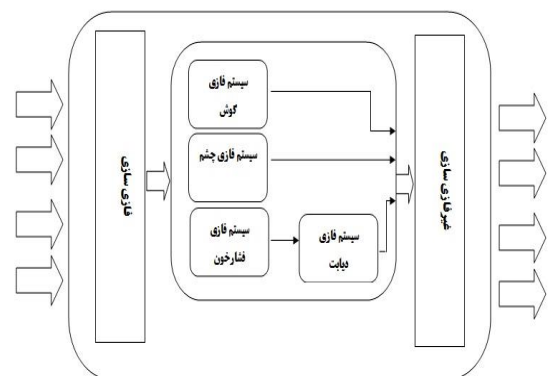 فازی سازی
سیستم فازی
گوش
سیستم فازی چشم
سیستم فازی
فشارخون
سیستم فازی
دیابت
غیرفازی سازی